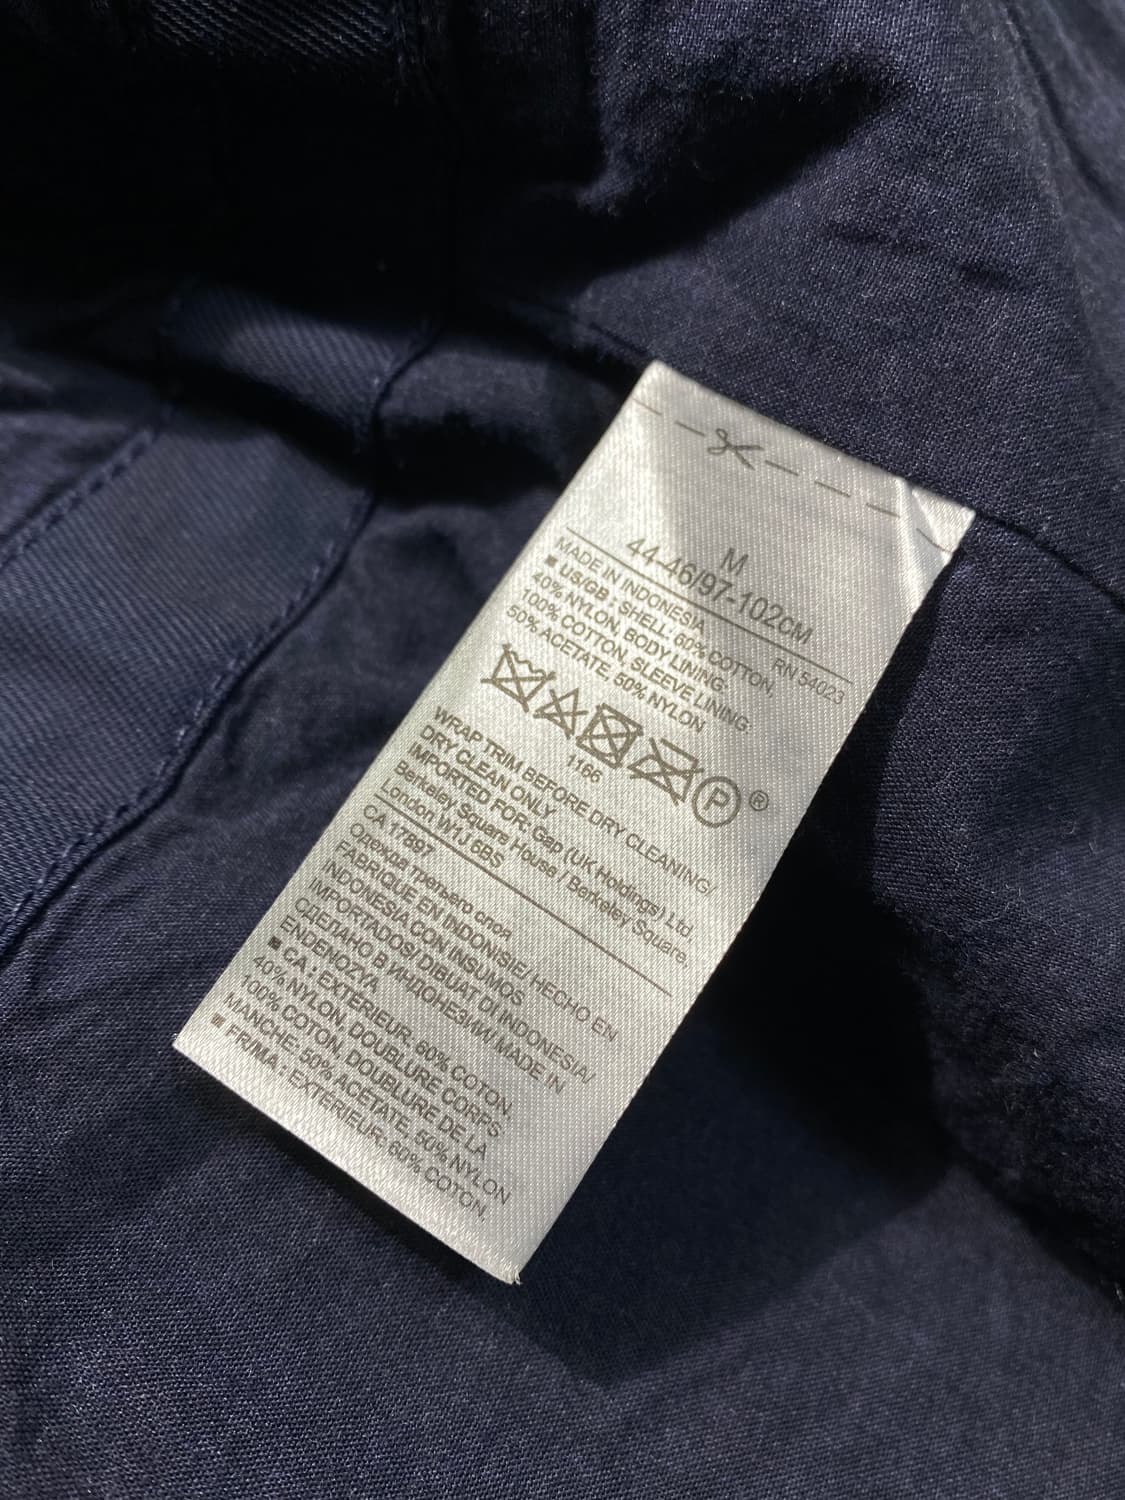 M
44-46/97-102CM
RN 54023
MADE IN INDONESIA
■ US/GB : SHELL: 60% COTTON,
40% NYLON, BODY LINING:
100% COTTON, SLEEVE LINING:
50% ACETATE, 50% NYLON
1166
P ®
WRAP TRIM BEFORE DRY CLEANING/
DRY CLEAN ONLY
IMPORTED FOR: Gap (UK Holdings) Ltd,
Berkeley Square House / Berkeley Square,
London W1J 6BS
CA 17897
Одежда третьего слоя
FABRIQUÉ EN INDONÉSIE/ HECHO EN
INDONESIA CON INSUMOS
IMPORTADOS/ DIBUAT DI INDONESIA/
СДЕЛАНО В ИНДОНЕЗИИ/ MADE IN
ENDENOZYA
■ CA : EXTÉRIEUR: 60% COTON,
40% NYLON, DOUBLURE CORPS:
100% COTON, DOUBLURE DE LA
MANCHE: 50% ACÉTATE, 50% NYLON
■ FR/MA : EXTÉRIEUR: 60% COTON,